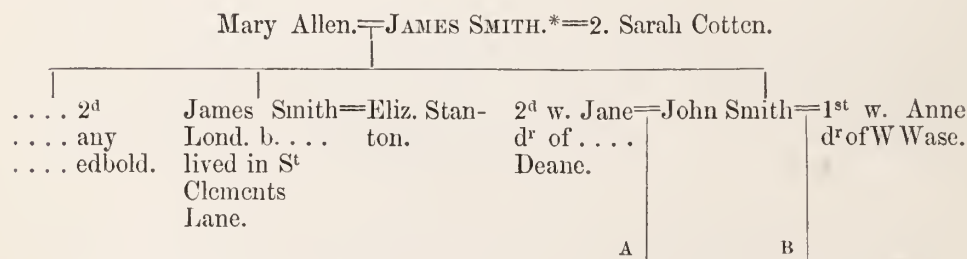 Mary Allen.=JAMES SMITH.*=2. Sarah Cotten.
.... 2d
.... any
.... edbold.
James Smith=Eliz. Stan-
Lond. b. .... ton.
lived in St
Clements
Lane.
2d w. Jane=John Smith=1st w. Anne
dr of .... dr of W Wase.
Deane.
A B